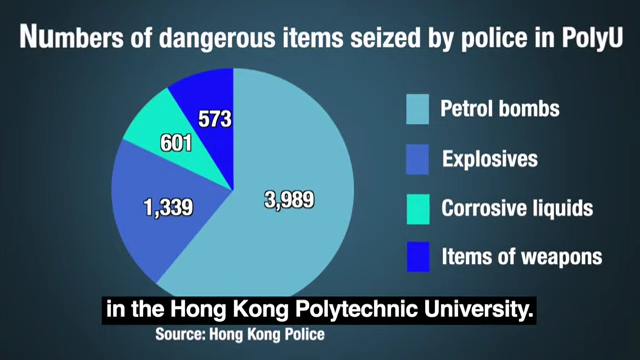 Numbers of dangerous items seized by police in PolyU
573
601
1,339
3,989
Petrol bombs
Explosives
Corrosive liquids
Items of weapons
in the Hong Kong Polytechnic University.
Source: Hong Kong Police